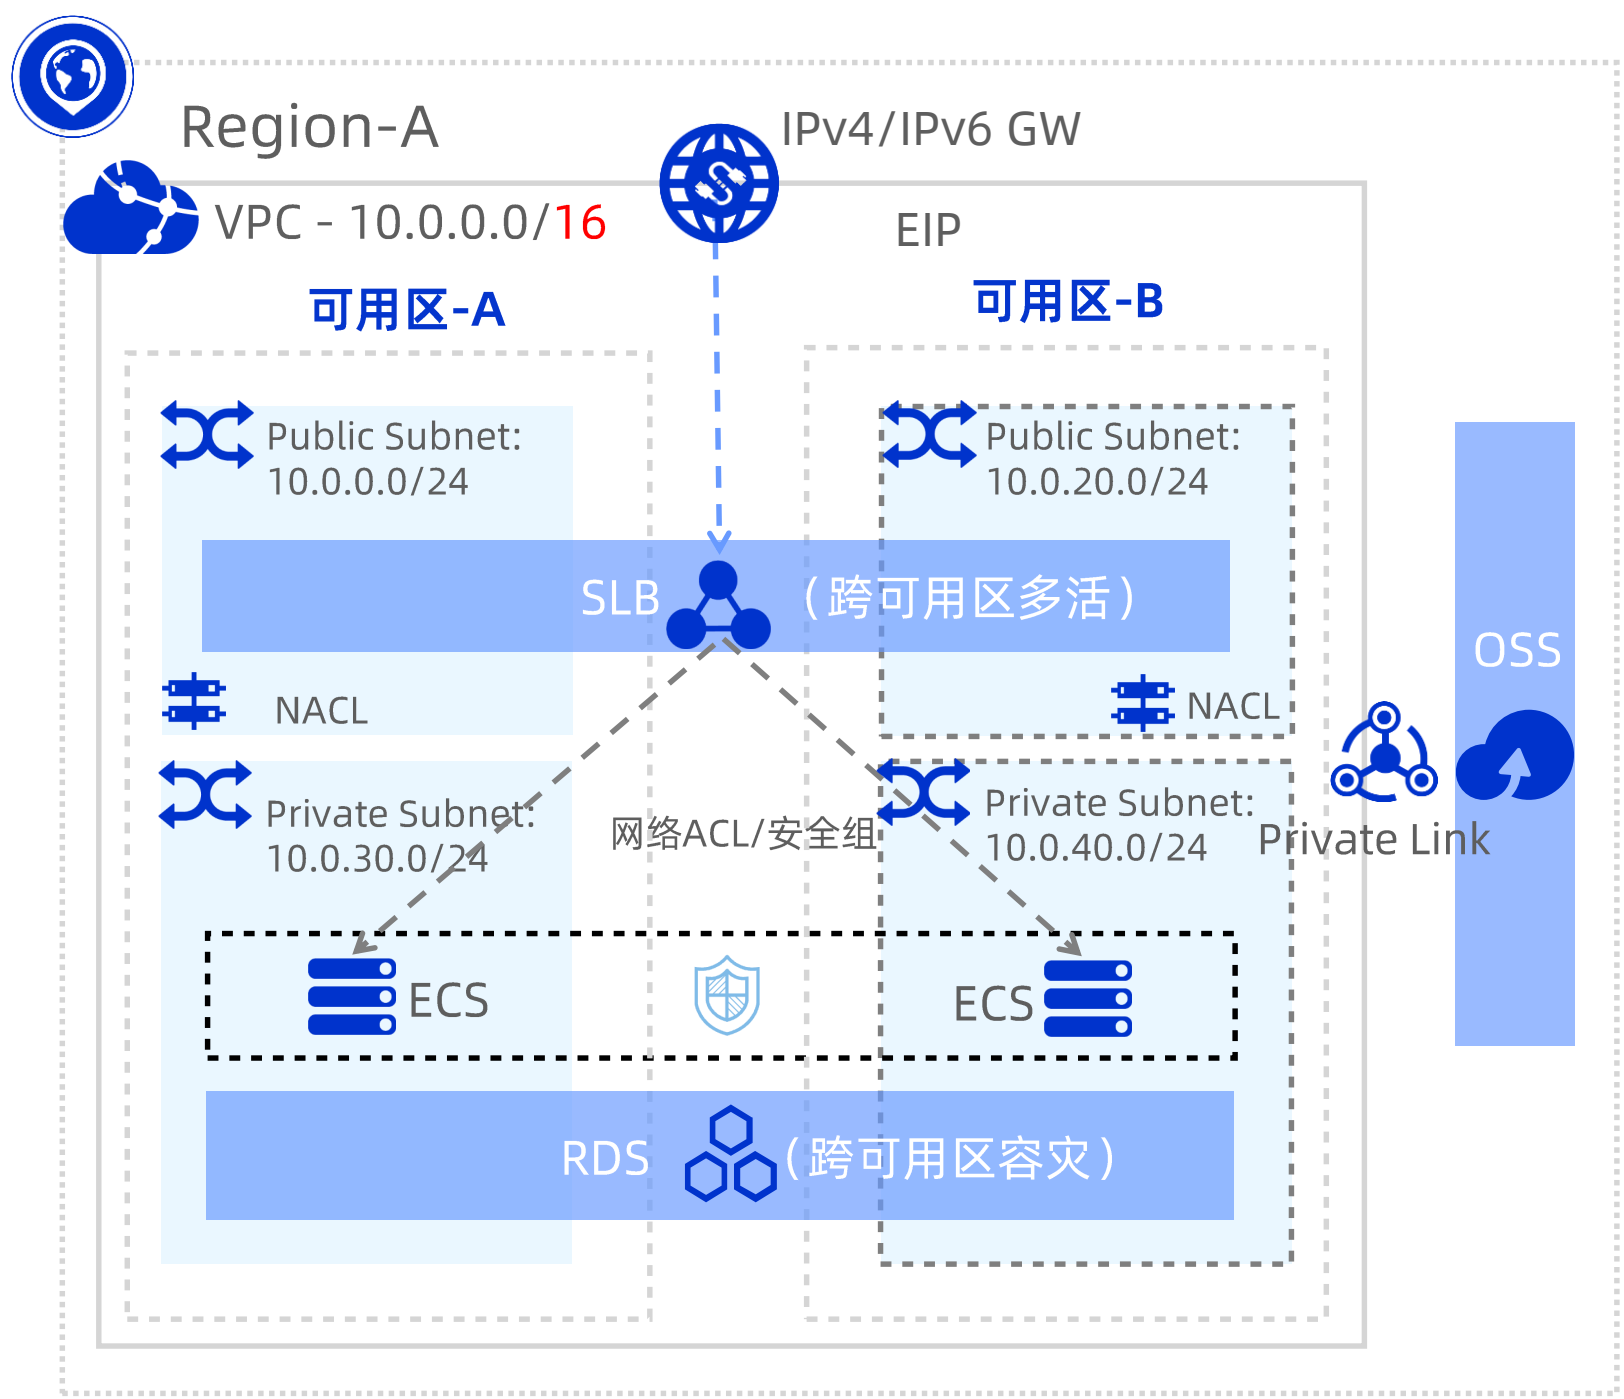 Region-A
IPv4/IPv6 GW
VPC - 10.0.0.0/16
EIP
可用区-A
可用区-B
Public Subnet:
10.0.0.0/24
Public Subnet:
10.0.20.0/24
SLB
(跨可用区多活)
OSS
NACL
NACL
Private Subnet:
10.0.30.0/24
网络ACL/安全组
Private Subnet:
10.0.40.0/24
Private Link
ECS
ECS
RDS
(跨可用区容灾)